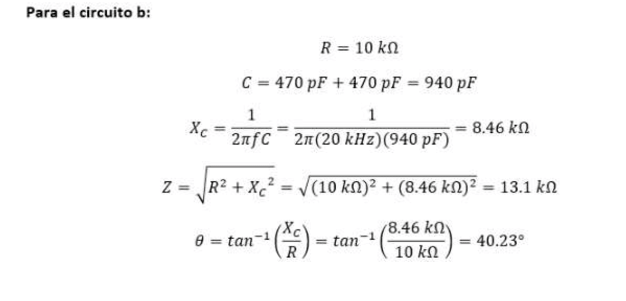 Para el circuito b:
R = 10 kΩ
C = 470 pF + 470 pF = 940 pF
X_C = 1 / 2πfC = 1 / 2π(20 kHz)(940 pF) = 8.46 kΩ
Z = √(R² + X_C²) = √((10 kΩ)² + (8.46 kΩ)²) = 13.1 kΩ
θ = tan⁻¹(X_C / R) = tan⁻¹(8.46 kΩ / 10 kΩ) = 40.23°